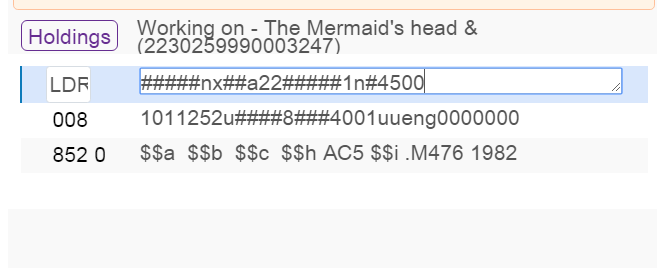 Holdings
Working on - The Mermaid's head &
(2230259990003247)
LDR #####nx##a22#####1n#4500
008 1011252u####8###4001uueng0000000
852 0 $$a $$b $$c $$h AC5 $$i .M476 1982